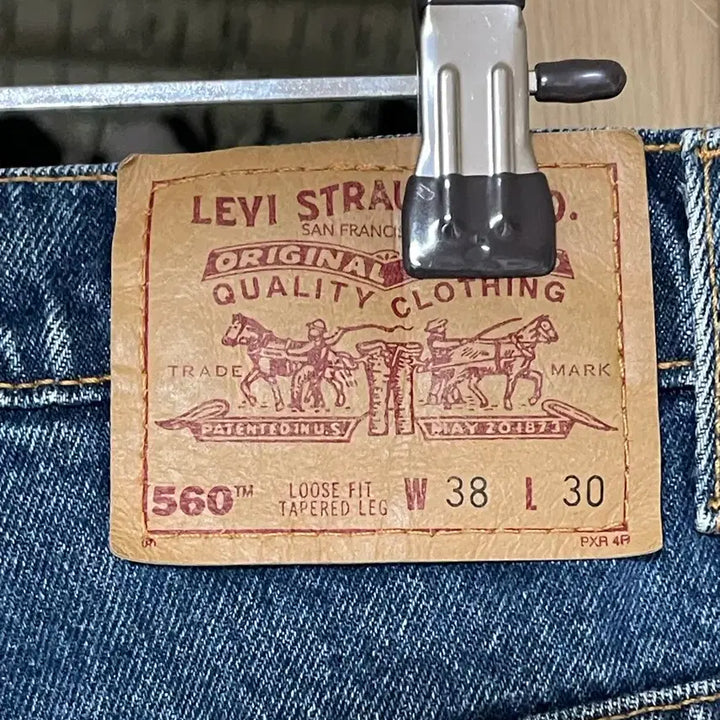 LEVI STRAU O.
SAN FRANCIS
ORIGINAL
QUALITY CLOTHING
TRADE MARK
PATENTED IN U.S. MAY 20 1873
560™ LOOSE FIT TAPERED LEG W 38 L 30
PXR 4R